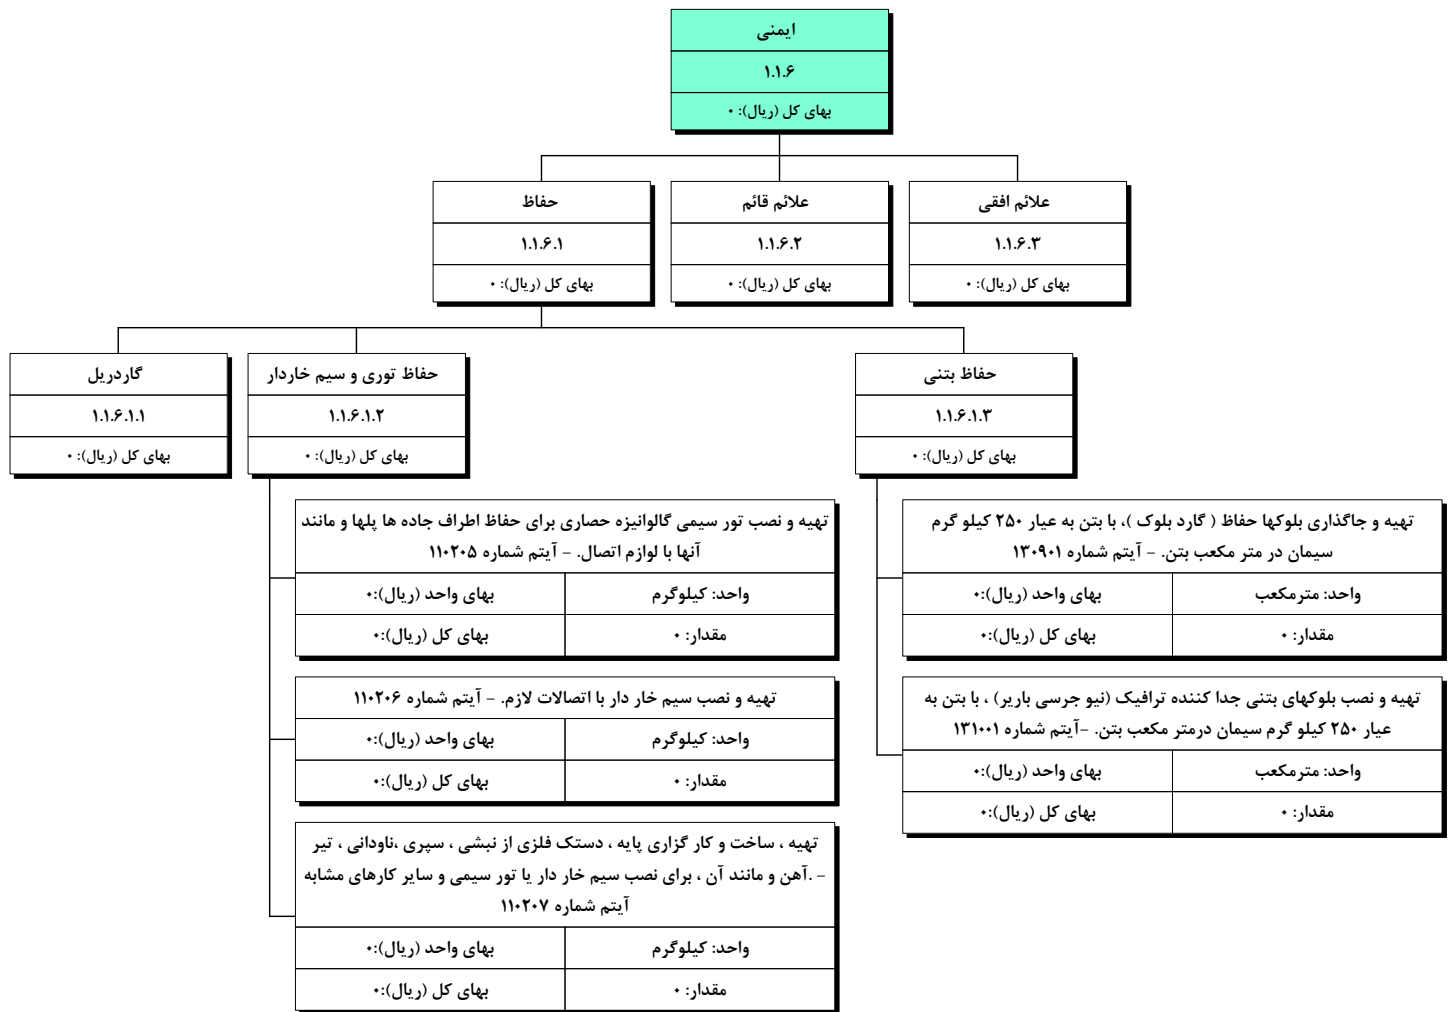 ایمنی
۱.۱.۶
بهای کل (ریال): ۰
علائم افقی
۱.۱.۶.۳
بهای کل (ریال): ۰
علائم قائم
۱.۱.۶.۲
بهای کل (ریال): ۰
حفاظ
۱.۱.۶.۱
بهای کل (ریال): ۰
حفاظ بتنی
۱.۱.۶.۱.۳
بهای کل (ریال): ۰
حفاظ توری و سیم خاردار
۱.۱.۶.۱.۲
بهای کل (ریال): ۰
گاردریل
۱.۱.۶.۱.۱
بهای کل (ریال): ۰
تهیه و جاگذاری بلوکها حفاظ ( گارد بلوک )، با بتن به عیار ۲۵۰ کیلو گرم
سیمان در متر مکعب بتن. - آیتم شماره ۱۳۰۹۰۱
واحد: مترمکعب
بهای واحد (ریال):۰
مقدار: ۰
بهای کل (ریال):۰
تهیه و نصب بلوکهای بتنی جدا کننده ترافیک (نیو جرسی باریر) ، با بتن به
عیار ۲۵۰ کیلو گرم سیمان درمتر مکعب بتن. -آیتم شماره ۱۳۱۰۰۱
واحد: مترمکعب
بهای واحد (ریال):۰
مقدار: ۰
بهای کل (ریال):۰
تهیه و نصب تور سیمی گالوانیزه حصاری برای حفاظ اطراف جاده ها پلها و مانند
آنها با لوازم اتصال. - آیتم شماره ۱۱۰۲۰۵
واحد: کیلوگرم
بهای واحد (ریال):۰
مقدار: ۰
بهای کل (ریال):۰
تهیه و نصب سیم خار دار با اتصالات لازم. - آیتم شماره ۱۱۰۲۰۶
واحد: کیلوگرم
بهای واحد (ریال):۰
مقدار: ۰
بهای کل (ریال):۰
تهیه ، ساخت و کار گزاری پایه ، دستک فلزی از نبشی ، سپری ،ناودانی ، تیر
- .آهن و مانند آن ، برای نصب سیم خار دار یا تور سیمی و سایر کارهای مشابه
آیتم شماره ۱۱۰۲۰۷
واحد: کیلوگرم
بهای واحد (ریال):۰
مقدار: ۰
بهای کل (ریال):۰